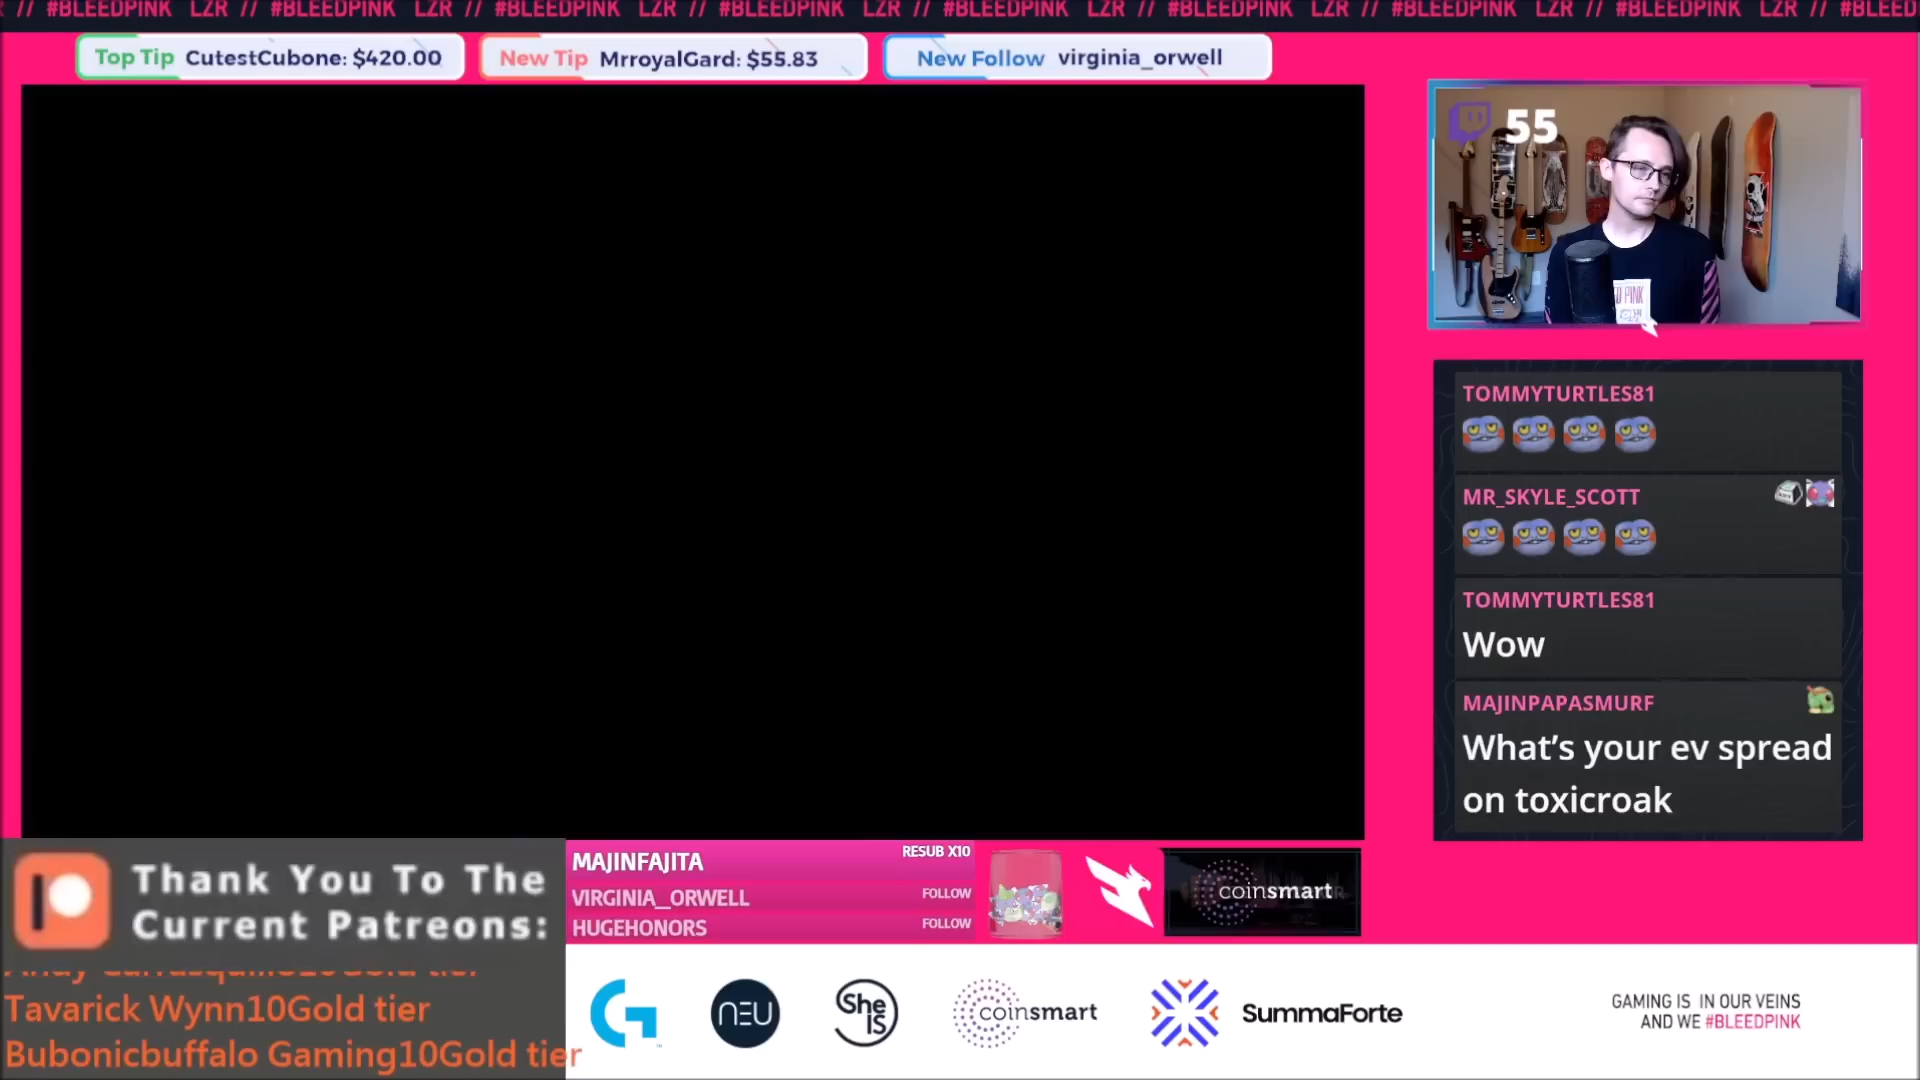 // #BLEEDPINK LZR // #BLEEDPINK LZR // #BLEEDPINK LZR // #BLEEDPINK LZR // #BLEEDPINK LZR // #BLEEDPINK LZR // #BLEEDPINK LZR // #BLEEDPINK LZR // #BLEED
Top Tip CutestCubone: $420.00
New Tip MrroyalGard: $55.83
New Follow virginia_orwell
55
TOMMYTURTLES81
MR_SKYLE_SCOTT
TOMMYTURTLES81
Wow
MAJINPAPASMURF
What's your ev spread
on toxicroak
Thank You To The
Current Patreons:
Tavarick Wynn10Gold tier
Bubonicbuffalo Gaming10Gold tier
MAJINFAJITA RESUB X10
VIRGINIA_ORWELL FOLLOW
HUGEHONORS FOLLOW
coinsmart
NEU
She
IS
coinsmart
SummaForte
GAMING IS IN OUR VEINS
AND WE #BLEEDPINK